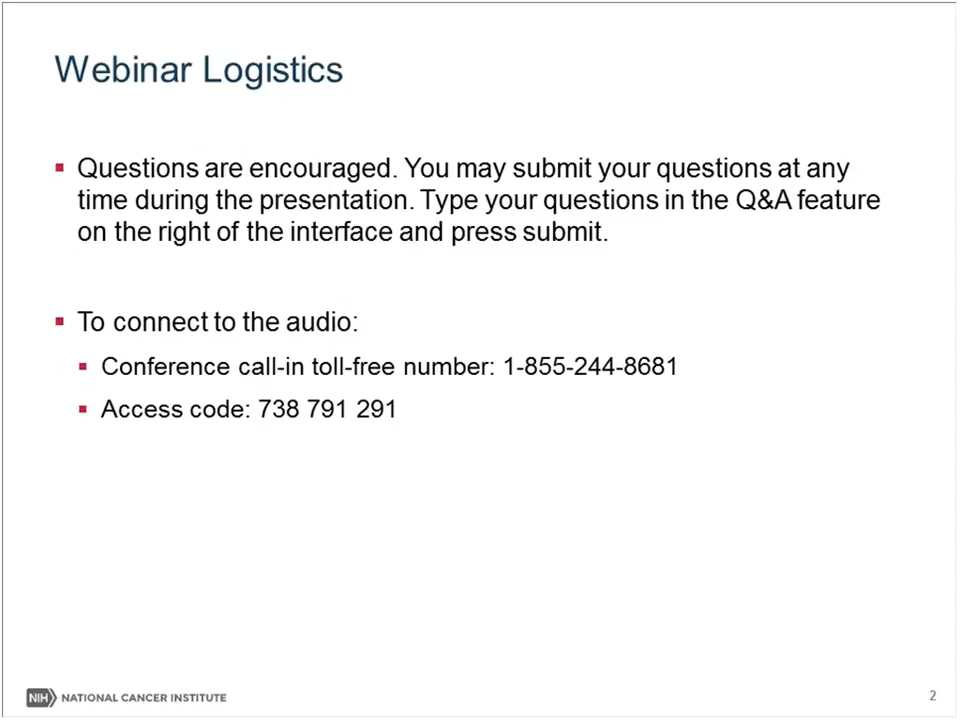 Webinar Logistics
Questions are encouraged. You may submit your questions at any
time during the presentation. Type your questions in the Q&A feature
on the right of the interface and press submit.
To connect to the audio:
Conference call-in toll-free number: 1-855-244-8681
Access code: 738 791 291
NIH NATIONAL CANCER INSTITUTE
2